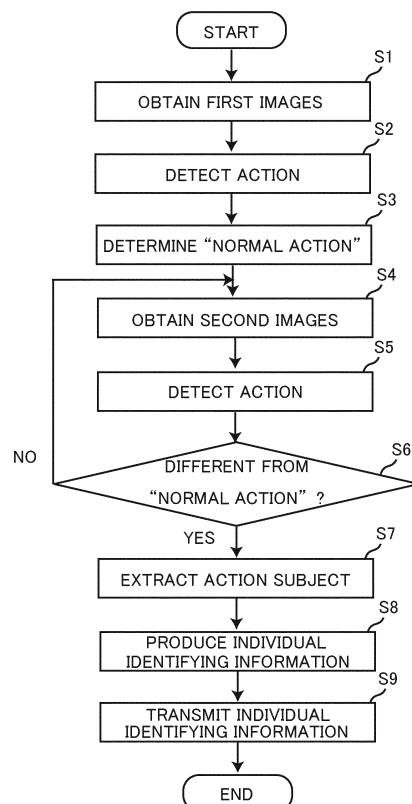 START
S1
OBTAIN FIRST IMAGES
S2
DETECT ACTION
S3
DETERMINE “NORMAL ACTION”
S4
OBTAIN SECOND IMAGES
S5
DETECT ACTION
S6
NO
DIFFERENT FROM
“NORMAL ACTION” ?
YES
S7
EXTRACT ACTION SUBJECT
S8
PRODUCE INDIVIDUAL
IDENTIFYING INFORMATION
S9
TRANSMIT INDIVIDUAL
IDENTIFYING INFORMATION
END